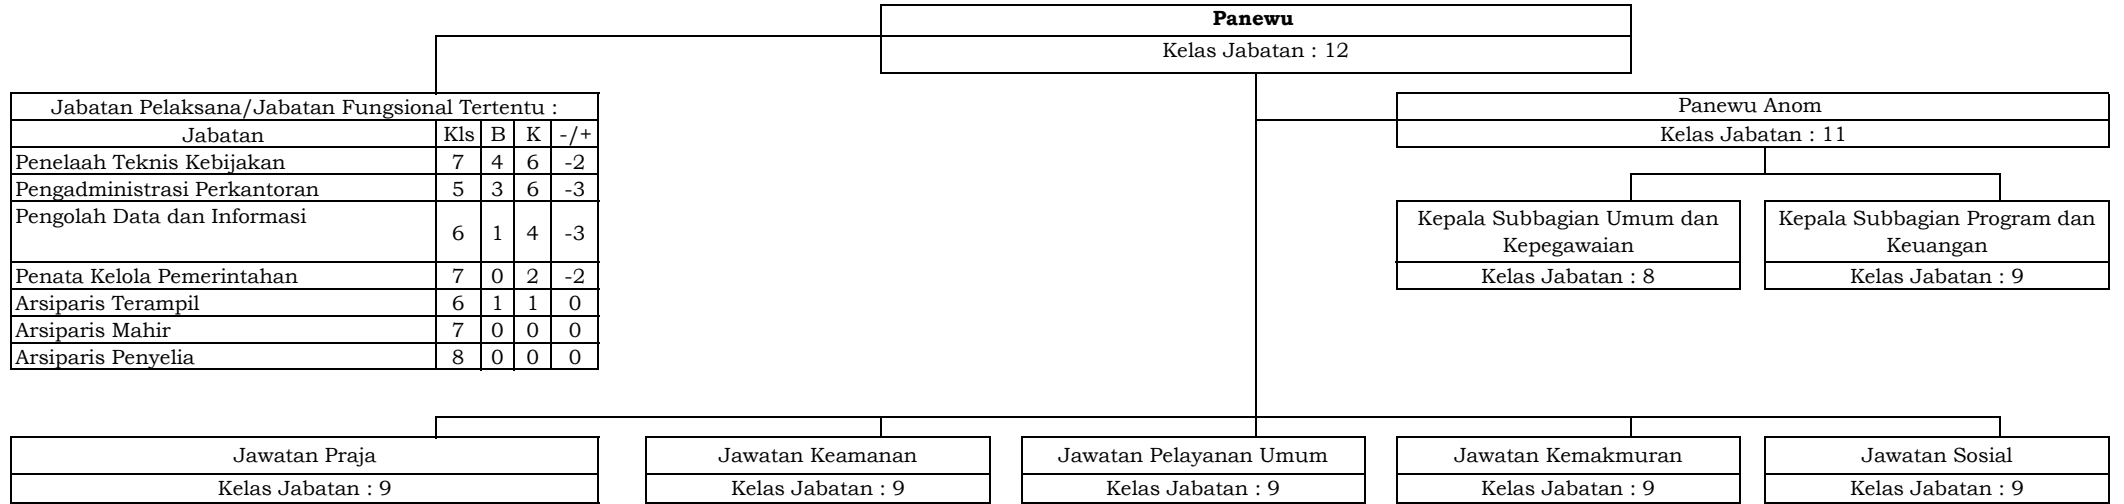 Panewu
Kelas Jabatan : 12
Jabatan Pelaksana/Jabatan Fungsional Tertentu :
Jabatan Kls B K -/+
Penelaah Teknis Kebijakan 7 4 6 -2
Pengadministrasi Perkantoran 5 3 6 -3
Pengolah Data dan Informasi 6 1 4 -3
Penata Kelola Pemerintahan 7 0 2 -2
Arsiparis Terampil 6 1 1 0
Arsiparis Mahir 7 0 0 0
Arsiparis Penyelia 8 0 0 0
Panewu Anom
Kelas Jabatan : 11
Kepala Subbagian Umum dan
Kepegawaian
Kelas Jabatan : 8
Kepala Subbagian Program dan
Keuangan
Kelas Jabatan : 9
Jawatan Praja
Kelas Jabatan : 9
Jawatan Keamanan
Kelas Jabatan : 9
Jawatan Pelayanan Umum
Kelas Jabatan : 9
Jawatan Kemakmuran
Kelas Jabatan : 9
Jawatan Sosial
Kelas Jabatan : 9